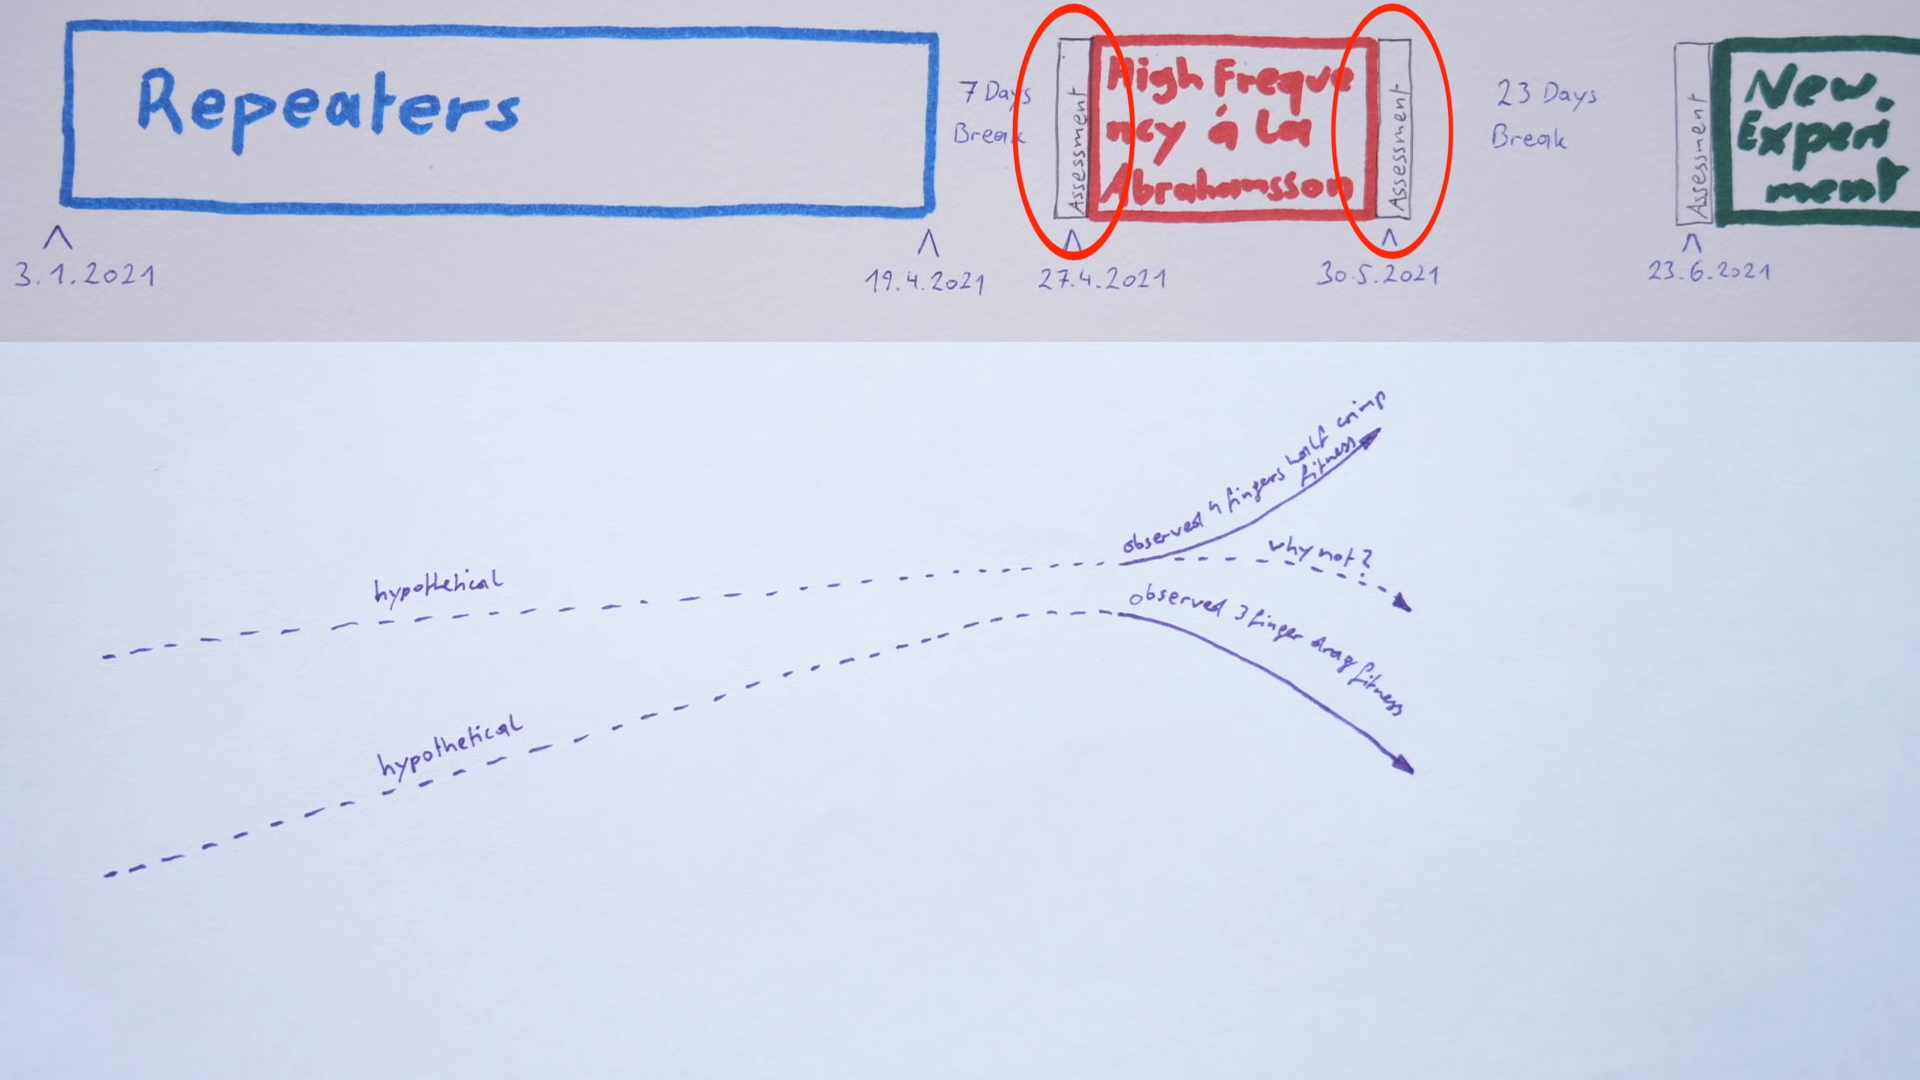 Repeaters
7 Days
Break
Assessment
High Freque
ncy á la
Abrahamsson
Assessment
23 Days
Break
Assessment
New.
Experi
ment
3.1.2021
19.4.2021
27.4.2021
30.5.2021
23.6.2021
observed 4 fingers half crimp
fitness
why not?
hypothetical
observed 3 finger drag fitness
hypothetical